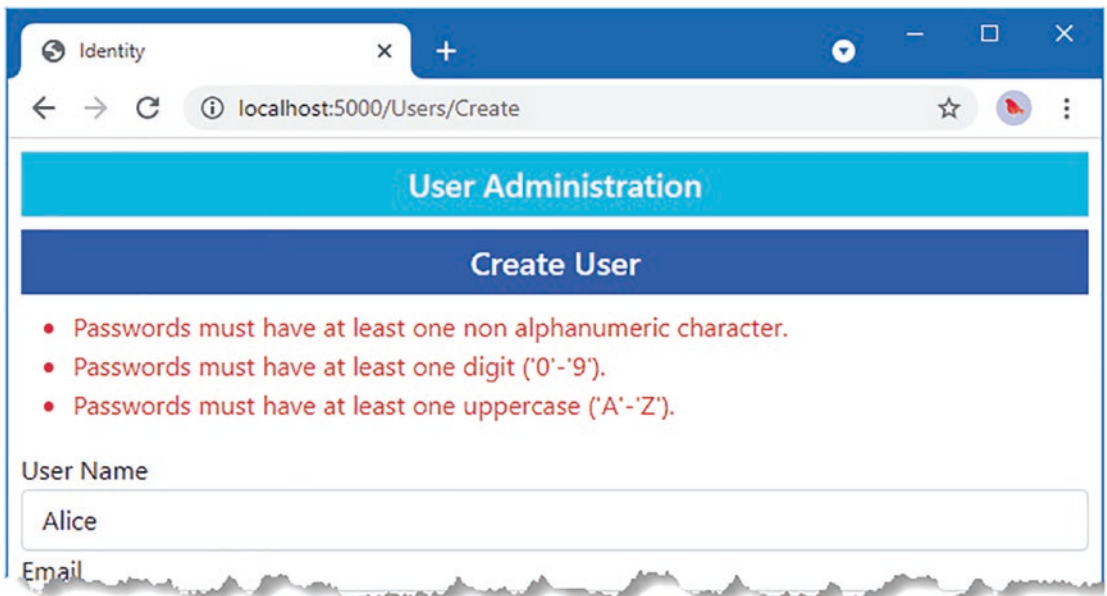 Identity
localhost:5000/Users/Create
User Administration
Create User
• Passwords must have at least one non alphanumeric character.
• Passwords must have at least one digit ('0'-'9').
• Passwords must have at least one uppercase ('A'-'Z').
User Name
Alice
Email